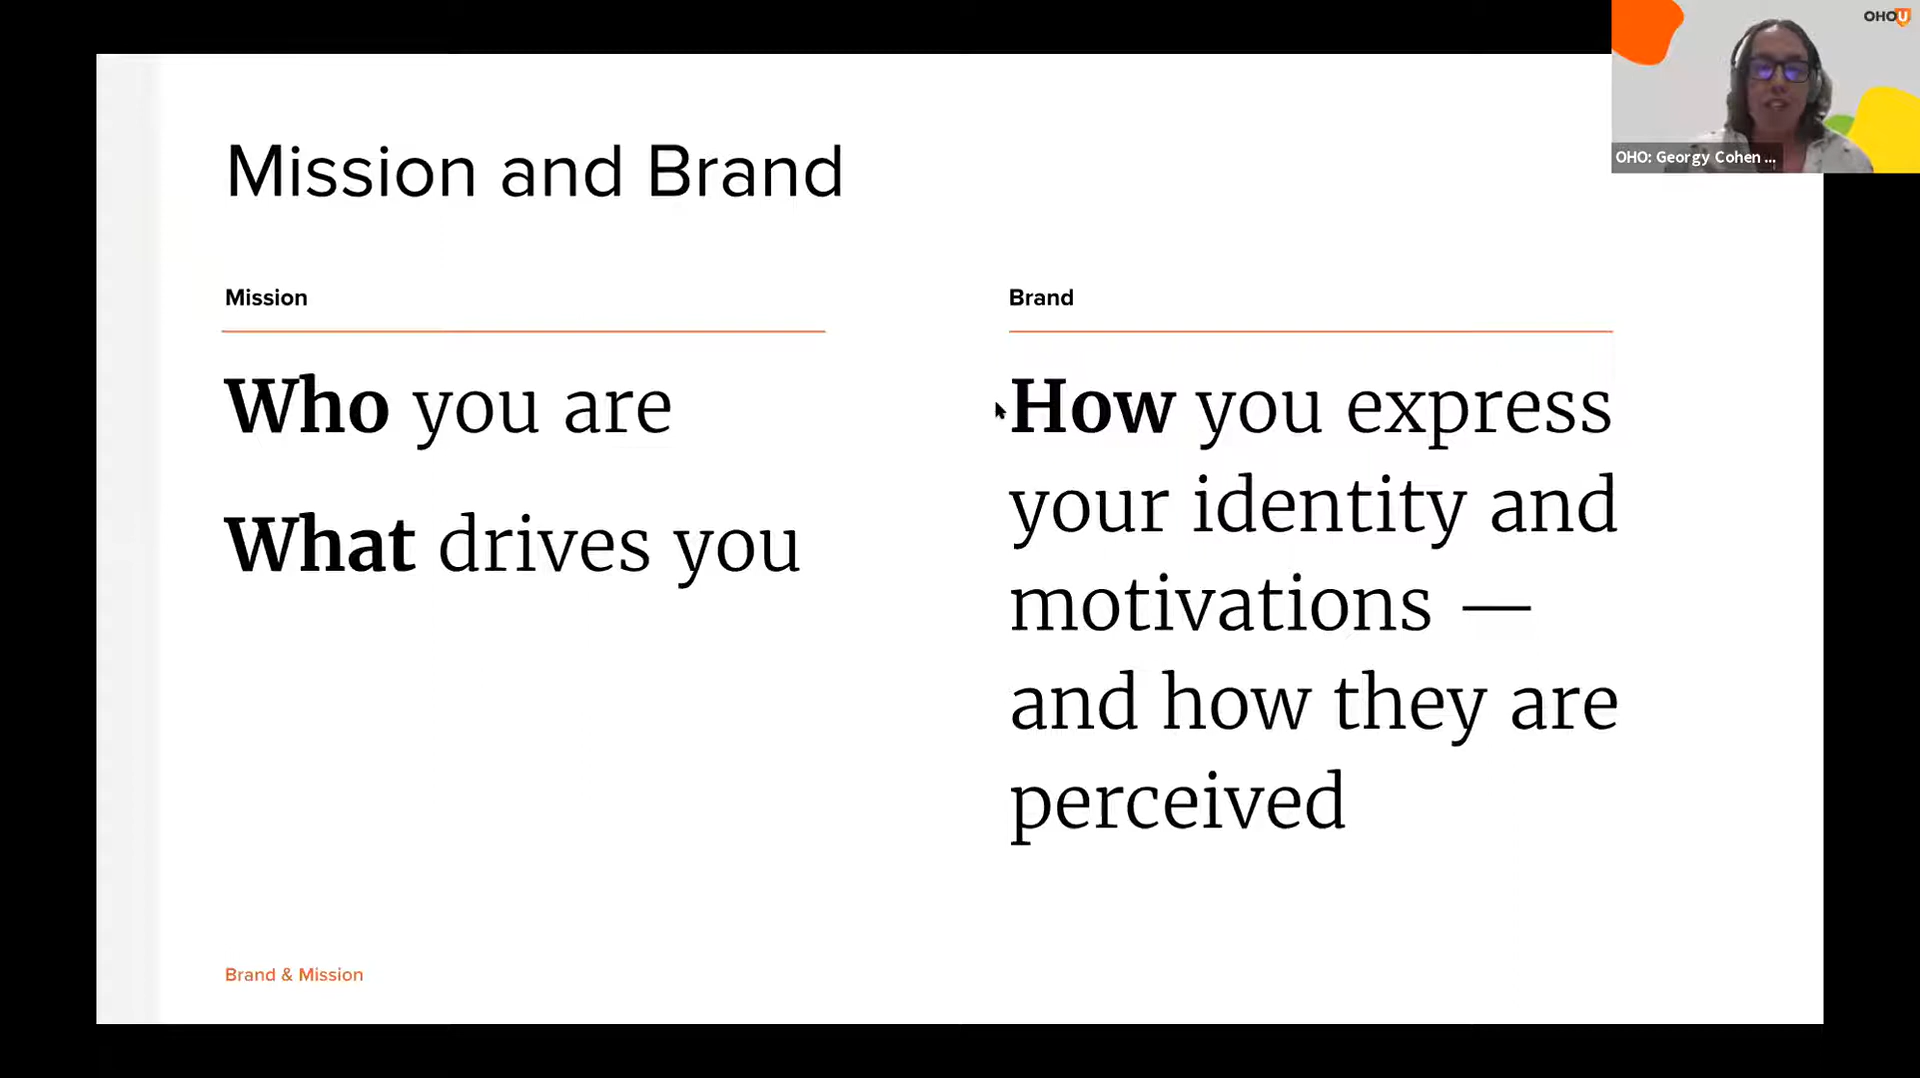 OHOU
OHO: Georgy Cohen ...
Mission and Brand
Mission
Who you are
What drives you
Brand
How you express
your identity and
motivations —
and how they are
perceived
Brand & Mission